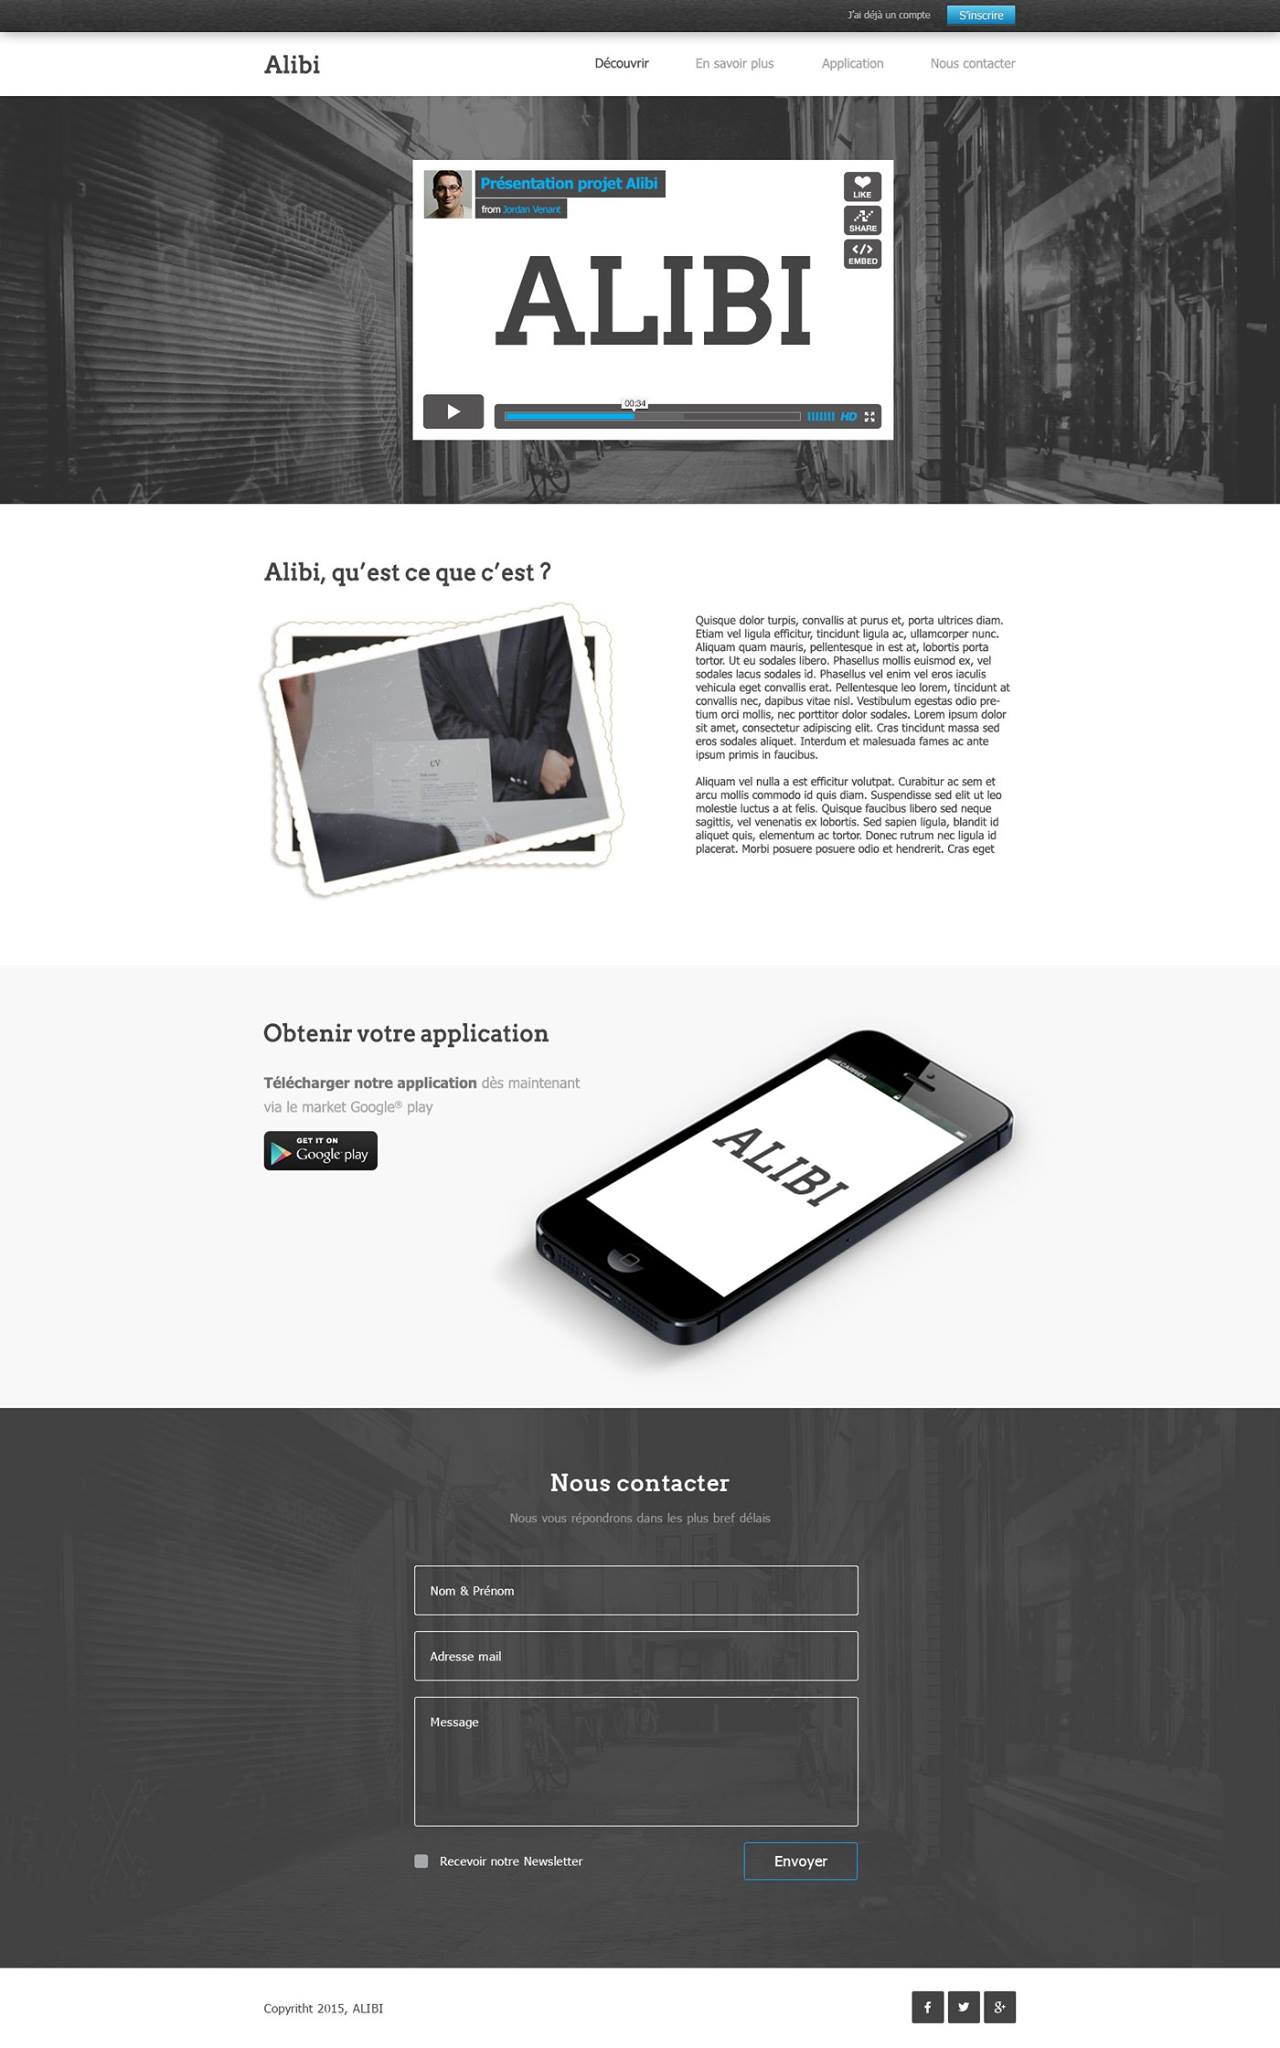 J'ai déjà un compte
S'inscrire
Alibi
Découvrir
En savoir plus
Application
Nous contacter
Présentation projet Alibi
from Jordan Venant
LIKE
SHARE
EMBED
ALIBI
00:34
HD
Alibi, qu'est ce que c'est ?
CV
Quisque dolor turpis, convallis at purus et, porta ultrices diam.
Etiam vel ligula efficitur, tincidunt ligula ac, ullamcorper nunc.
Aliquam quam mauris, pellentesque in est at, lobortis porta
tortor. Ut eu sodales libero. Phasellus mollis euismod ex, vel
sodales lacus sodales id. Phasellus vel enim vel eros iaculis
vehicula eget convallis erat. Pellentesque leo lorem, tincidunt at
convallis nec, dapibus vitae nisl. Vestibulum egestas odio pre-
tium orci mollis, nec porttitor dolor sodales. Lorem ipsum dolor
sit amet, consectetur adipiscing elit. Cras tincidunt massa sed
eros sodales aliquet. Interdum et malesuada fames ac ante
ipsum primis in faucibus.
Aliquam vel nulla a est efficitur volutpat. Curabitur ac sem et
arcu mollis commodo id quis diam. Suspendisse sed elit ut leo
molestie luctus a at felis. Quisque faucibus libero sed neque
sagittis, vel venenatis ex lobortis. Sed sapien ligula, blandit id
aliquet quis, elementum ac tortor. Donec rutrum nec ligula id
placerat. Morbi posuere posuere odio et hendrerit. Cras eget
Obtenir votre application
Télécharger notre application dès maintenant
via le market Google® play
GET IT ON
Google play
CARRIER
ALIBI
Nous contacter
Nous vous répondrons dans les plus bref délais
Nom & Prénom
Adresse mail
Message
Recevoir notre Newsletter
Envoyer
Copyritht 2015, ALIBI